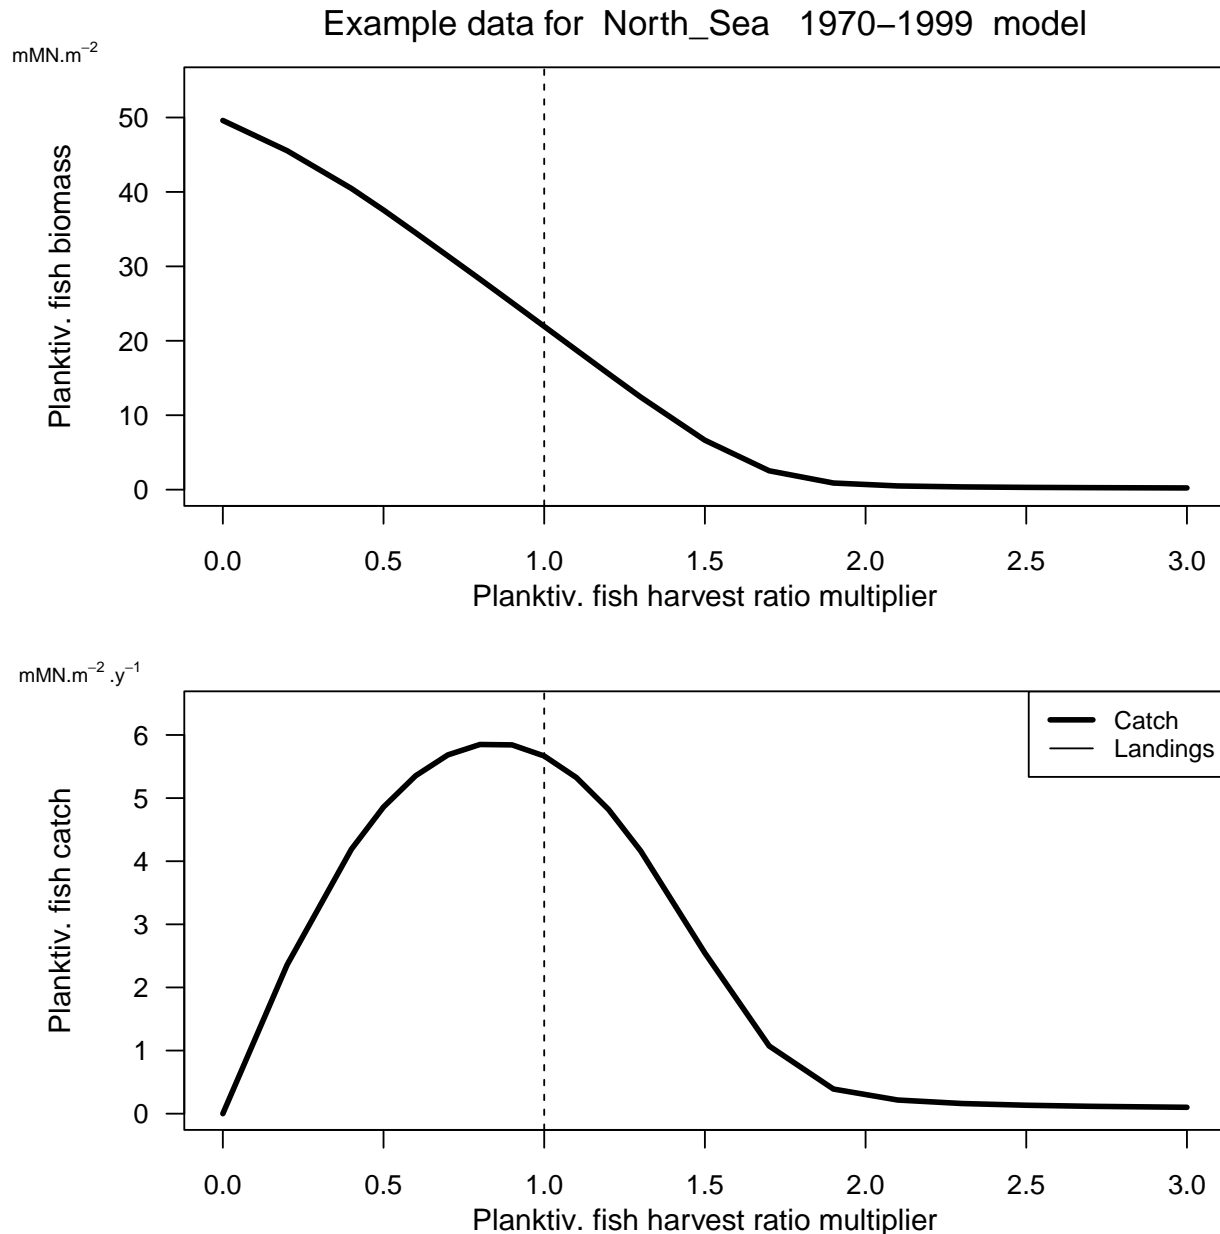 Example data for  North_Sea   1970–1999  model
mMN.m−2
Planktiv. fish biomass
50
40
30
20
10
0
0.0 0.5 1.0 1.5 2.0 2.5 3.0
Planktiv. fish harvest ratio multiplier
mMN.m−2 .y−1
Planktiv. fish catch
6
5
4
3
2
1
0
Catch
Landings
0.0 0.5 1.0 1.5 2.0 2.5 3.0
Planktiv. fish harvest ratio multiplier